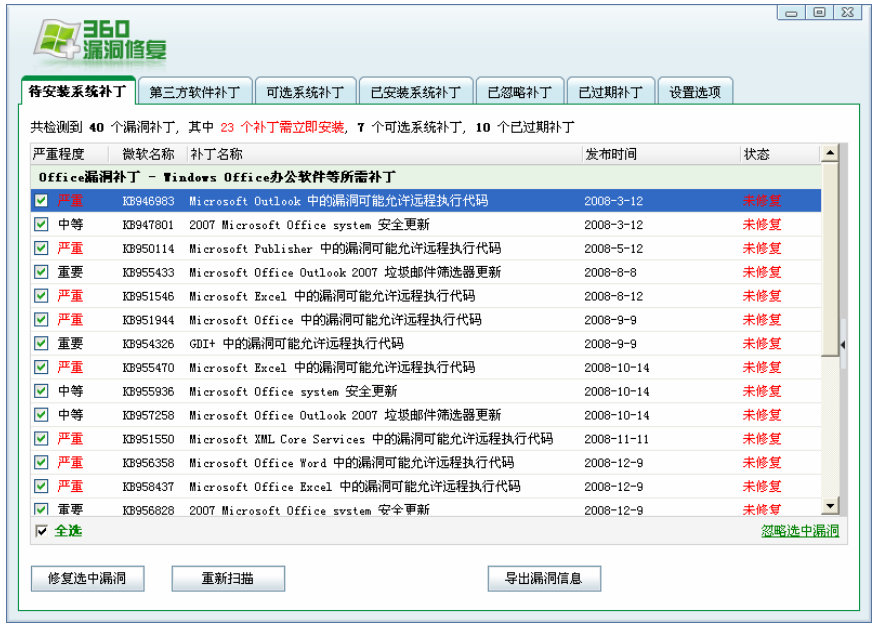 360
漏洞修复
待安装系统补丁 第三方软件补丁 可选系统补丁 已安装系统补丁 已忽略补丁 已过期补丁 设置选项
共检测到 40 个漏洞补丁, 其中 23 个补丁需立即安装, 7 个可选系统补丁, 10 个已过期补丁
严重程度 微软名称 补丁名称 发布时间 状态
Office漏洞补丁 - Windows Office办公软件等所需补丁
严重 KB946983 Microsoft Outlook 中的漏洞可能允许远程执行代码 2008-3-12 未修复
中等 KB947801 2007 Microsoft Office system 安全更新 2008-3-12 未修复
严重 KB950114 Microsoft Publisher 中的漏洞可能允许远程执行代码 2008-5-12 未修复
重要 KB955433 Microsoft Office Outlook 2007 垃圾邮件筛选器更新 2008-8-8 未修复
严重 KB951546 Microsoft Excel 中的漏洞可能允许远程执行代码 2008-8-12 未修复
严重 KB951944 Microsoft Office 中的漏洞可能允许远程执行代码 2008-9-9 未修复
重要 KB954326 GDI+ 中的漏洞可能允许远程执行代码 2008-9-9 未修复
严重 KB955470 Microsoft Excel 中的漏洞可能允许远程执行代码 2008-10-14 未修复
中等 KB955936 Microsoft Office system 安全更新 2008-10-14 未修复
中等 KB957258 Microsoft Office Outlook 2007 垃圾邮件筛选器更新 2008-10-14 未修复
严重 KB951550 Microsoft XML Core Services 中的漏洞可能允许远程执行代码 2008-11-11 未修复
严重 KB956358 Microsoft Office Word 中的漏洞可能允许远程执行代码 2008-12-9 未修复
严重 KB958437 Microsoft Office Excel 中的漏洞可能允许远程执行代码 2008-12-9 未修复
重要 KB956828 2007 Microsoft Office system 安全更新 2008-12-9 未修复
全选 忽略选中漏洞
修复选中漏洞 重新扫描 导出漏洞信息